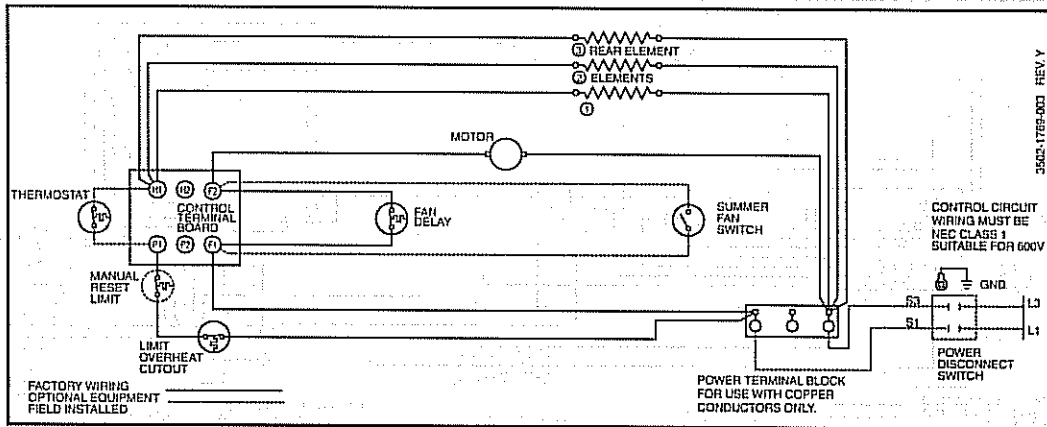 ③ REAR ELEMENT
② ELEMENTS
①
MOTOR
THERMOSTAT
H1 H2 F2
CONTROL
TERMINAL
BOARD
P1 P2 F1
FAN
DELAY
SUMMER
FAN
SWITCH
MANUAL
RESET
LIMIT
LIMIT
OVERHEAT
CUTOUT
3502-1769-003 REV. Y
CONTROL CIRCUIT
WIRING MUST BE
NEC CLASS 1
SUITABLE FOR 600V
GND.
S3
L3
S1
L1
POWER
DISCONNECT
SWITCH
POWER TERMINAL BLOCK
FOR USE WITH COPPER
CONDUCTORS ONLY.
FACTORY WIRING
OPTIONAL EQUIPMENT
FIELD INSTALLED